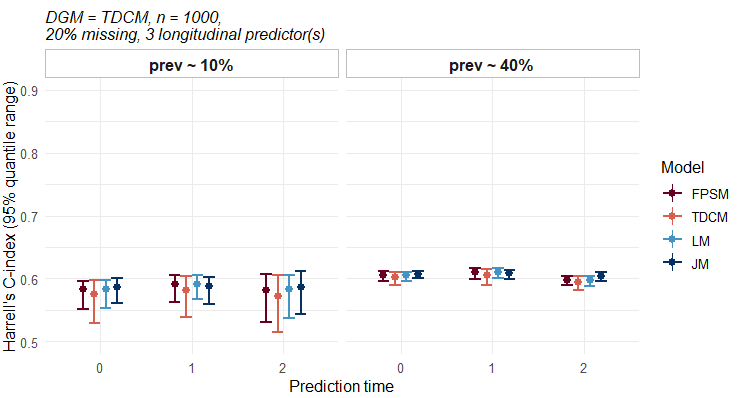 DGM = TDCM, n = 1000,
20% missing, 3 longitudinal predictor(s)
prev ~ 10%
prev ~ 40%
Harrell's C-index (95% quantile range)
0.9
0.8
0.7
0.6
0.5
0
1
2
0
1
2
Prediction time
Model
FPSM
TDCM
LM
JM